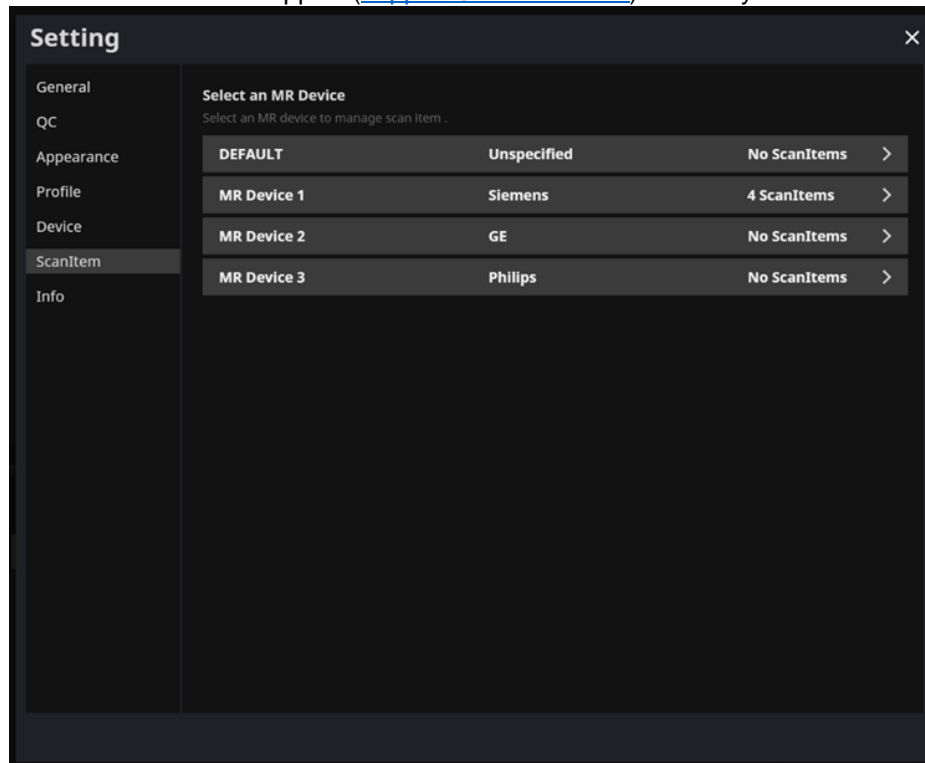 Setting
General
QC
Appearance
Profile
Device
ScanItem
Info
Select an MR Device
Select an MR device to manage scan item .
DEFAULT Unspecified No ScanItems
MR Device 1 Siemens 4 ScanItems
MR Device 2 GE No ScanItems
MR Device 3 Philips No ScanItems